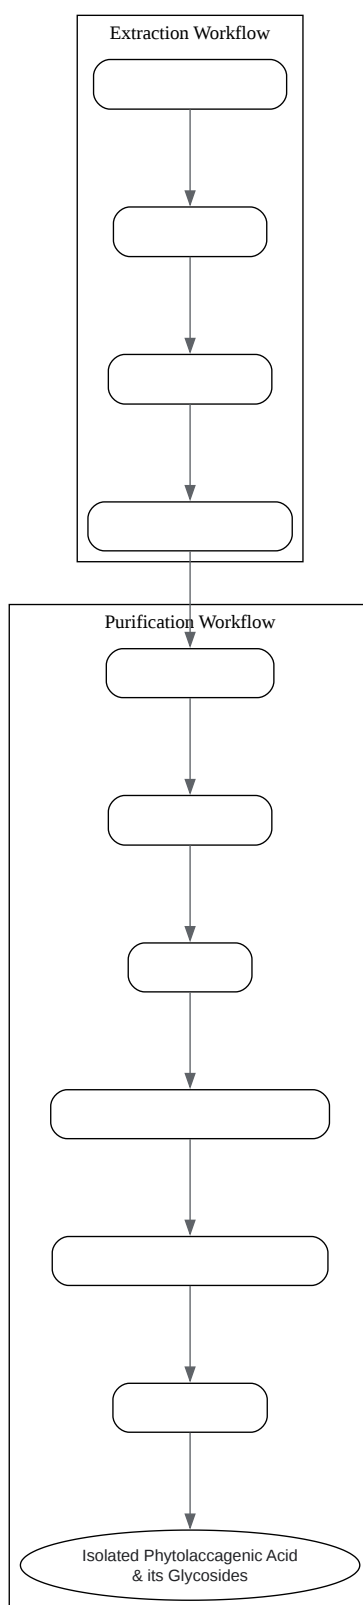 Extraction Workflow
Purification Workflow
Isolated Phytolaccagenic Acid
& its Glycosides